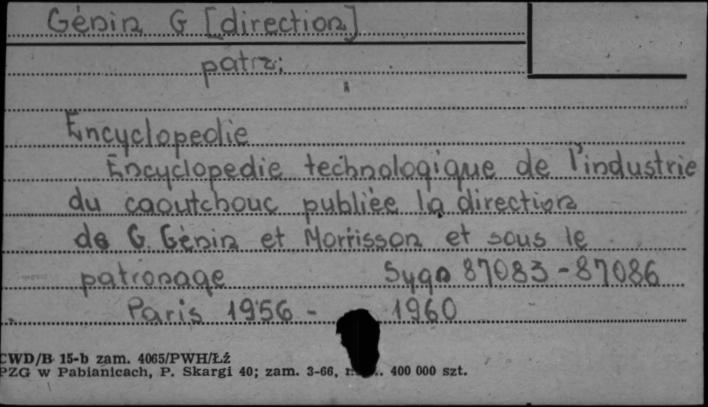 Génin G [direction]
patrz:
Encyclopedie
Encyclopedie technologique de l'industrie
du caoutchouc publiée la direction
de G. Génin et Morrisson et sous le
patronage Sygn 87083-87086
Paris 1956 - 1960
CWD/B 15-b zam. 4065/PWH/Łź
PZG w Pabianicach, P. Skargi 40; zam. 3-66, 400 000 szt.